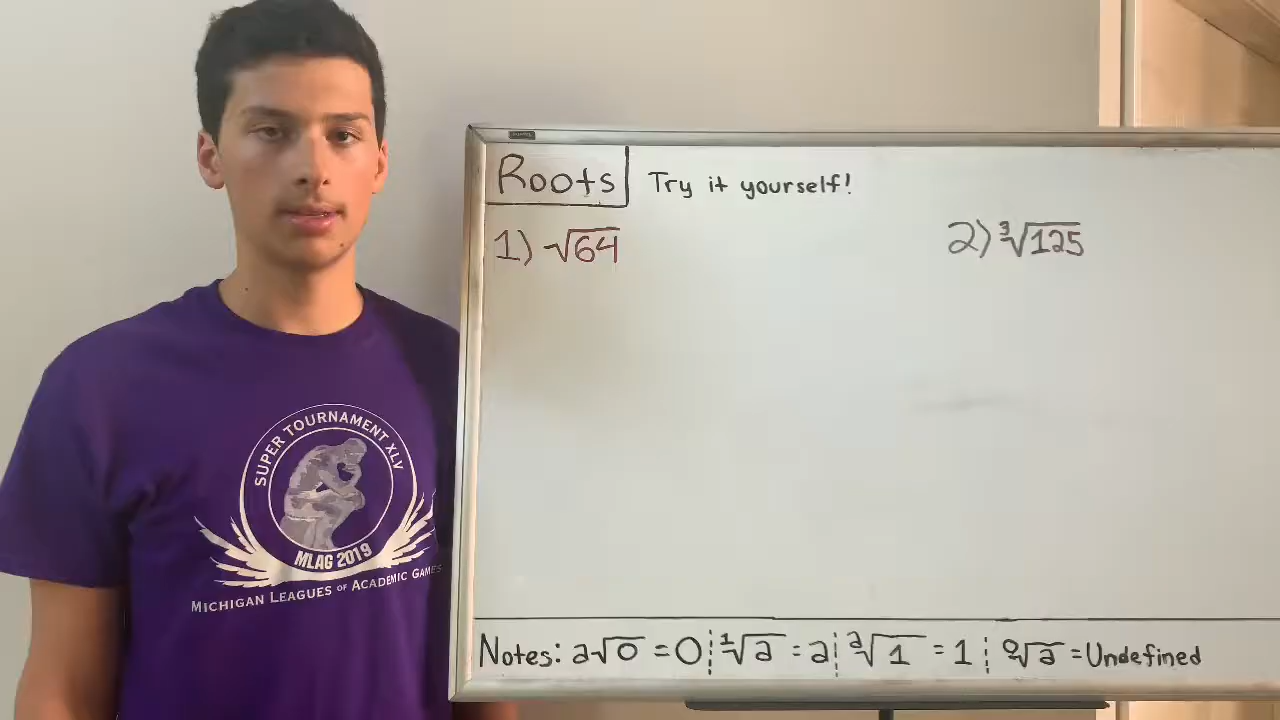 Roots Try it yourself!
1) √64 2) ³√125
Notes: a√0 = 0 ¦ ¹√a = a ¦ ᵃ√1 = 1 ¦ ⁰√a = Undefined
SUPER TOURNAMENT XLV
MLAG 2019
MICHIGAN LEAGUES OF ACADEMIC GAMES